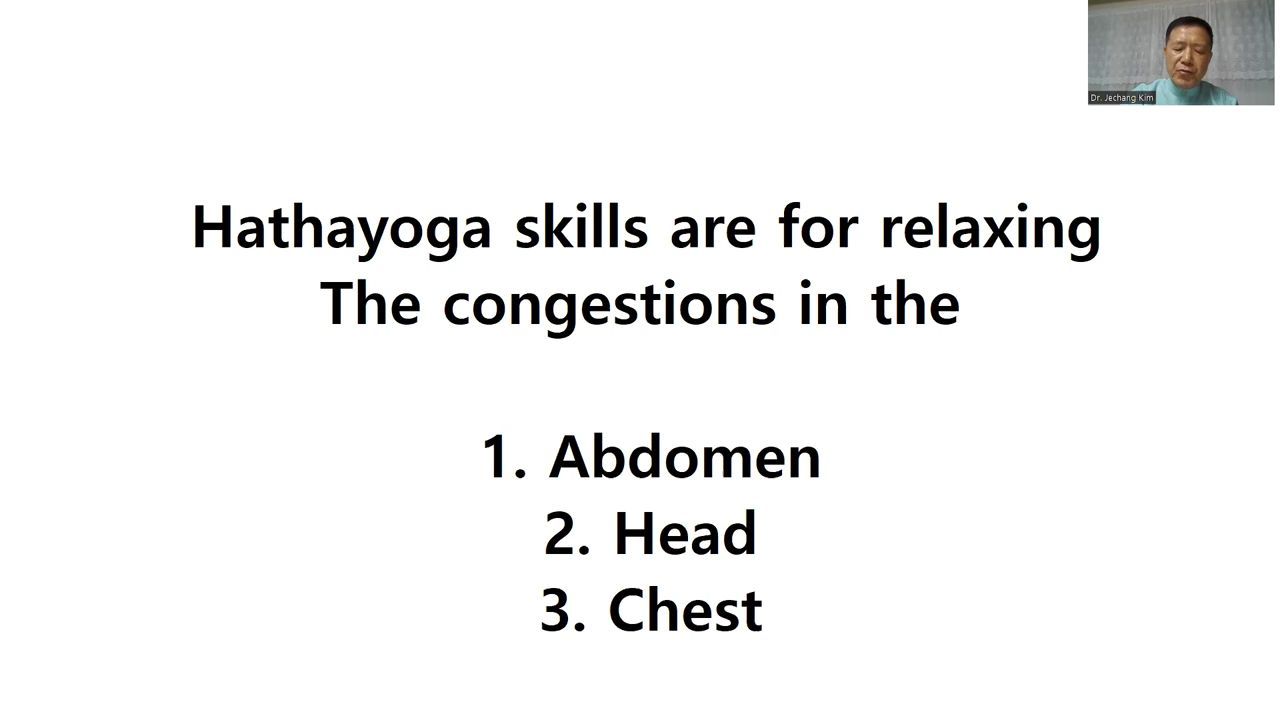 Dr. Jechang Kim
Hathayoga skills are for relaxing
The congestions in the
1. Abdomen
2. Head
3. Chest